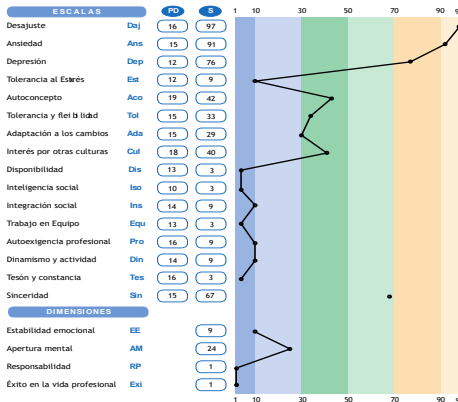 ESCALAS PD S 1 10 30 50 70 90
Desajuste Daj 16 97
Ansiedad Ans 15 91
Depresión Dep 12 76
Tolerancia al Estrés Est 12 9
Autoconcepto Aco 19 42
Tolerancia y flexibilidad Tol 15 33
Adaptación a los cambios Ada 15 29
Interés por otras culturas Cul 18 40
Disponibilidad Dis 13 3
Inteligencia social Iso 10 3
Integración social Ins 14 9
Trabajo en Equipo Equ 13 3
Autoexigencia profesional Pro 16 9
Dinamismo y actividad Din 14 9
Tesón y constancia Tes 16 3
Sinceridad Sin 15 67
DIMENSIONES
Estabilidad emocional EE 9
Apertura mental AM 24
Responsabilidad RP 1
Éxito en la vida profesional Exi 1
1 10 30 50 70 90